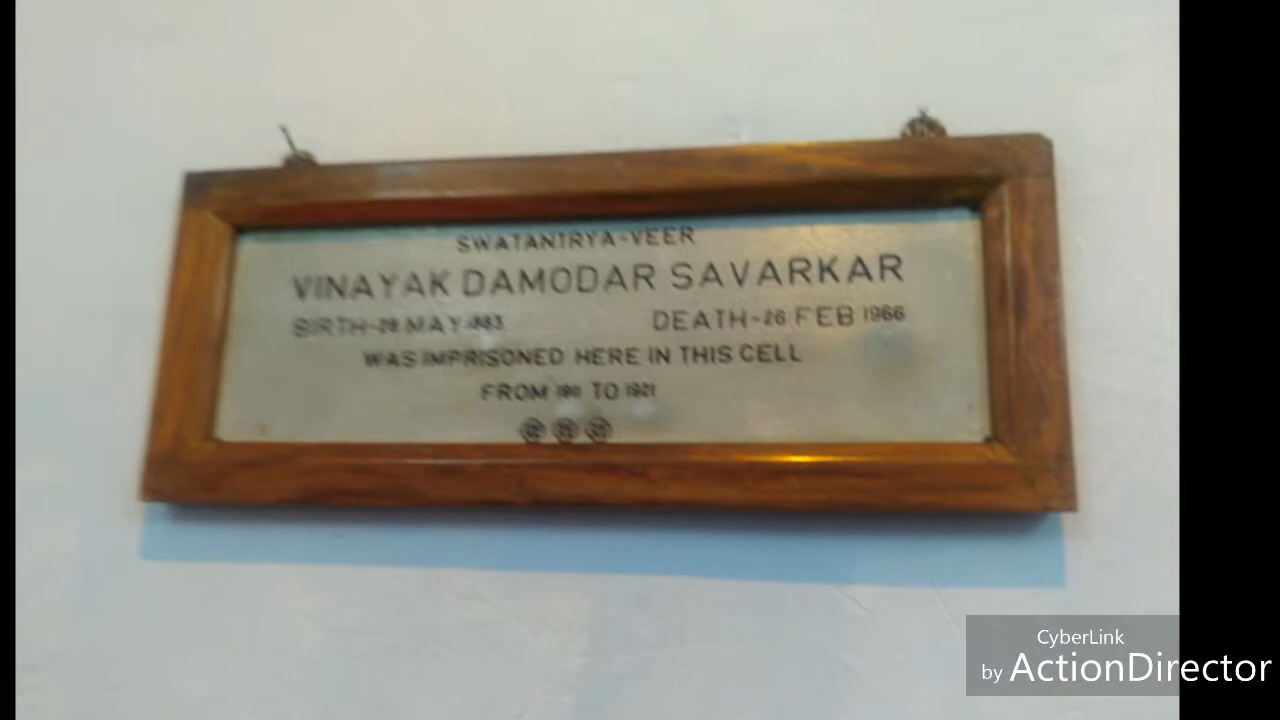 SWATANTRYA-VEER
VINAYAK DAMODAR SAVARKAR
BIRTH-28 MAY 1883 DEATH-26 FEB 1966
WAS IMPRISONED HERE IN THIS CELL
FROM 1911 TO 1921
CyberLink
by ActionDirector